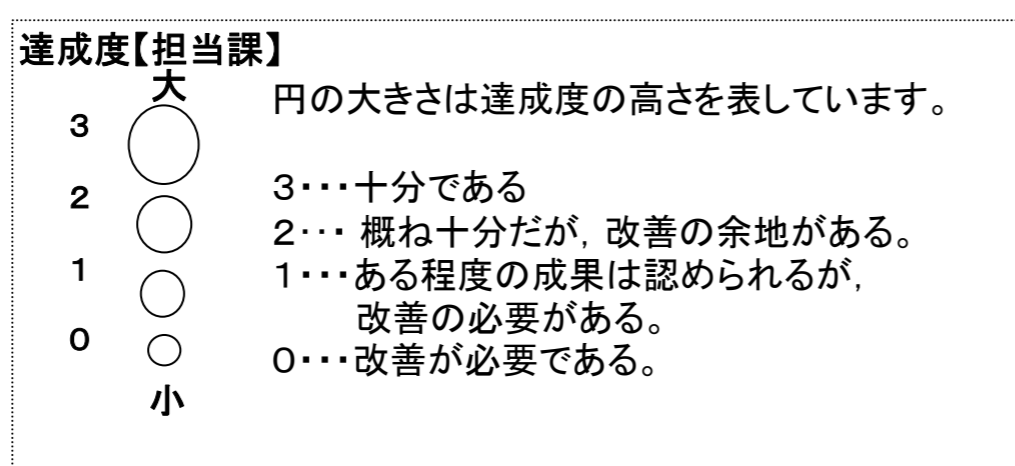 達成度【担当課】
大
円の大きさは達成度の高さを表しています。
3
3・・・十分である
2
2・・・ 概ね十分だが，改善の余地がある。
1
1・・・ある程度の成果は認められるが，
改善の必要がある。
0
0・・・改善が必要である。
小